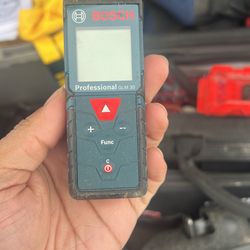 BOSCH
Professional GLM 30
+ −
Func
C